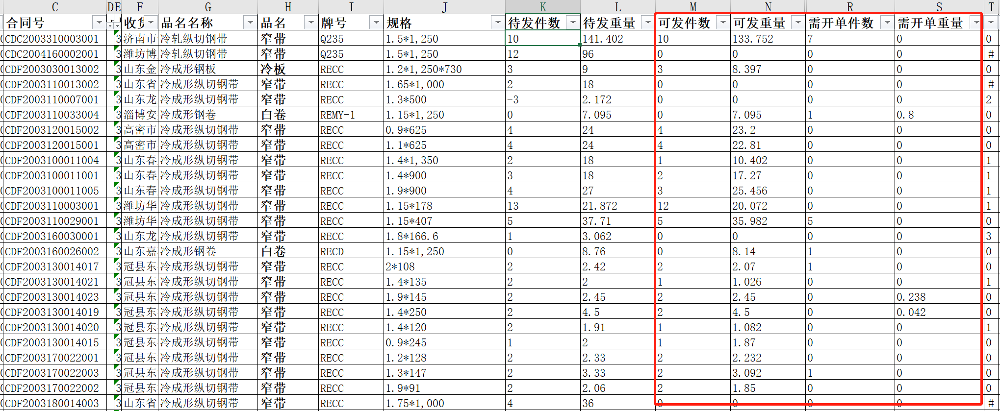 C D E F G H I J K L M N R S T
合同号 收货 品名名称 品名 牌号 规格 待发件数 待发重量 可发件数 可发重量 需开单件数 需开单重量
CDC2003310003001 3 济南市 冷轧纵切钢带 窄带 Q235 1.5*1,250 10 141.402 10 133.752 7 0 0
CDC2004160002001 3 潍坊博 冷轧纵切钢带 窄带 Q235 1.5*1,250 12 96 0 0 0 0 #
CDF2003030013002 3 山东金 冷成形钢板 冷板 RECC 1.2*1,250*730 3 9 3 8.397 0 0 0
CDF2003110013002 3 山东省 冷成形纵切钢带 窄带 RECC 1.65*1,000 2 18 0 0 0 0 #
CDF2003110007001 3 山东龙 冷成形纵切钢带 窄带 RECC 1.3*500 -3 2.172 0 0 0 0 2
CDF2003110033004 3 淄博安 冷成形钢卷 白卷 REMY-1 1.15*1,250 0 7.095 0 7.095 1 0.8 0
CDF2003120015002 3 高密市 冷成形纵切钢带 窄带 RECC 0.9*625 4 24 4 23.2 0 0 0
CDF2003120015001 3 高密市 冷成形纵切钢带 窄带 RECC 1.1*625 4 24 4 22.81 0 0 0
CDF2003100011004 3 山东春 冷成形纵切钢带 窄带 RECC 1.4*1,350 2 18 1 10.402 0 0 1
CDF2003100011001 3 山东春 冷成形纵切钢带 窄带 RECC 1.4*900 3 18 2 17.27 0 0 1
CDF2003100011005 3 山东春 冷成形纵切钢带 窄带 RECC 1.9*900 4 27 3 25.456 0 0 1
CDF2003110003001 3 潍坊华 冷成形纵切钢带 窄带 RECC 1.15*178 13 21.872 12 20.072 0 0 1
CDF2003110029001 3 潍坊华 冷成形纵切钢带 窄带 RECC 1.15*407 5 37.71 5 35.982 5 0 0
CDF2003160030001 3 山东龙 冷成形纵切钢带 窄带 RECC 1.8*166.6 1 3.062 0 0 0 0 3
CDF2003160026002 3 山东嘉 冷成形钢卷 白卷 RECD 1.15*1,250 0 8.76 0 8.14 1 0 0
CDF2003130014017 3 冠县东 冷成形纵切钢带 窄带 RECC 2*108 2 2.42 2 2.07 1 0 0
CDF2003130014021 3 冠县东 冷成形纵切钢带 窄带 RECC 1.4*135 2 2 1 1.026 0 0 1
CDF2003130014023 3 冠县东 冷成形纵切钢带 窄带 RECC 1.9*145 2 2.45 2 2.45 0 0.238 0
CDF2003130014019 3 冠县东 冷成形纵切钢带 窄带 RECC 1.4*250 2 4.5 2 4.5 0 0.042 0
CDF2003130014020 3 冠县东 冷成形纵切钢带 窄带 RECC 1.4*120 2 1.91 1 1.082 0 0 1
CDF2003130014015 3 冠县东 冷成形纵切钢带 窄带 RECC 0.9*245 1 2 1 1.87 0 0 0
CDF2003170022001 3 冠县东 冷成形纵切钢带 窄带 RECC 1.2*128 2 2.33 2 2.232 0 0 0
CDF2003170022003 3 冠县东 冷成形纵切钢带 窄带 RECC 1.3*147 2 3.33 2 3.092 1 0 0
CDF2003170022002 3 冠县东 冷成形纵切钢带 窄带 RECC 1.9*91 2 2.06 2 1.85 0 0 0
CDF2003180014003 3 山东省 冷成形纵切钢带 窄带 RECC 1.75*1,000 4 36 0 0 0 0 #